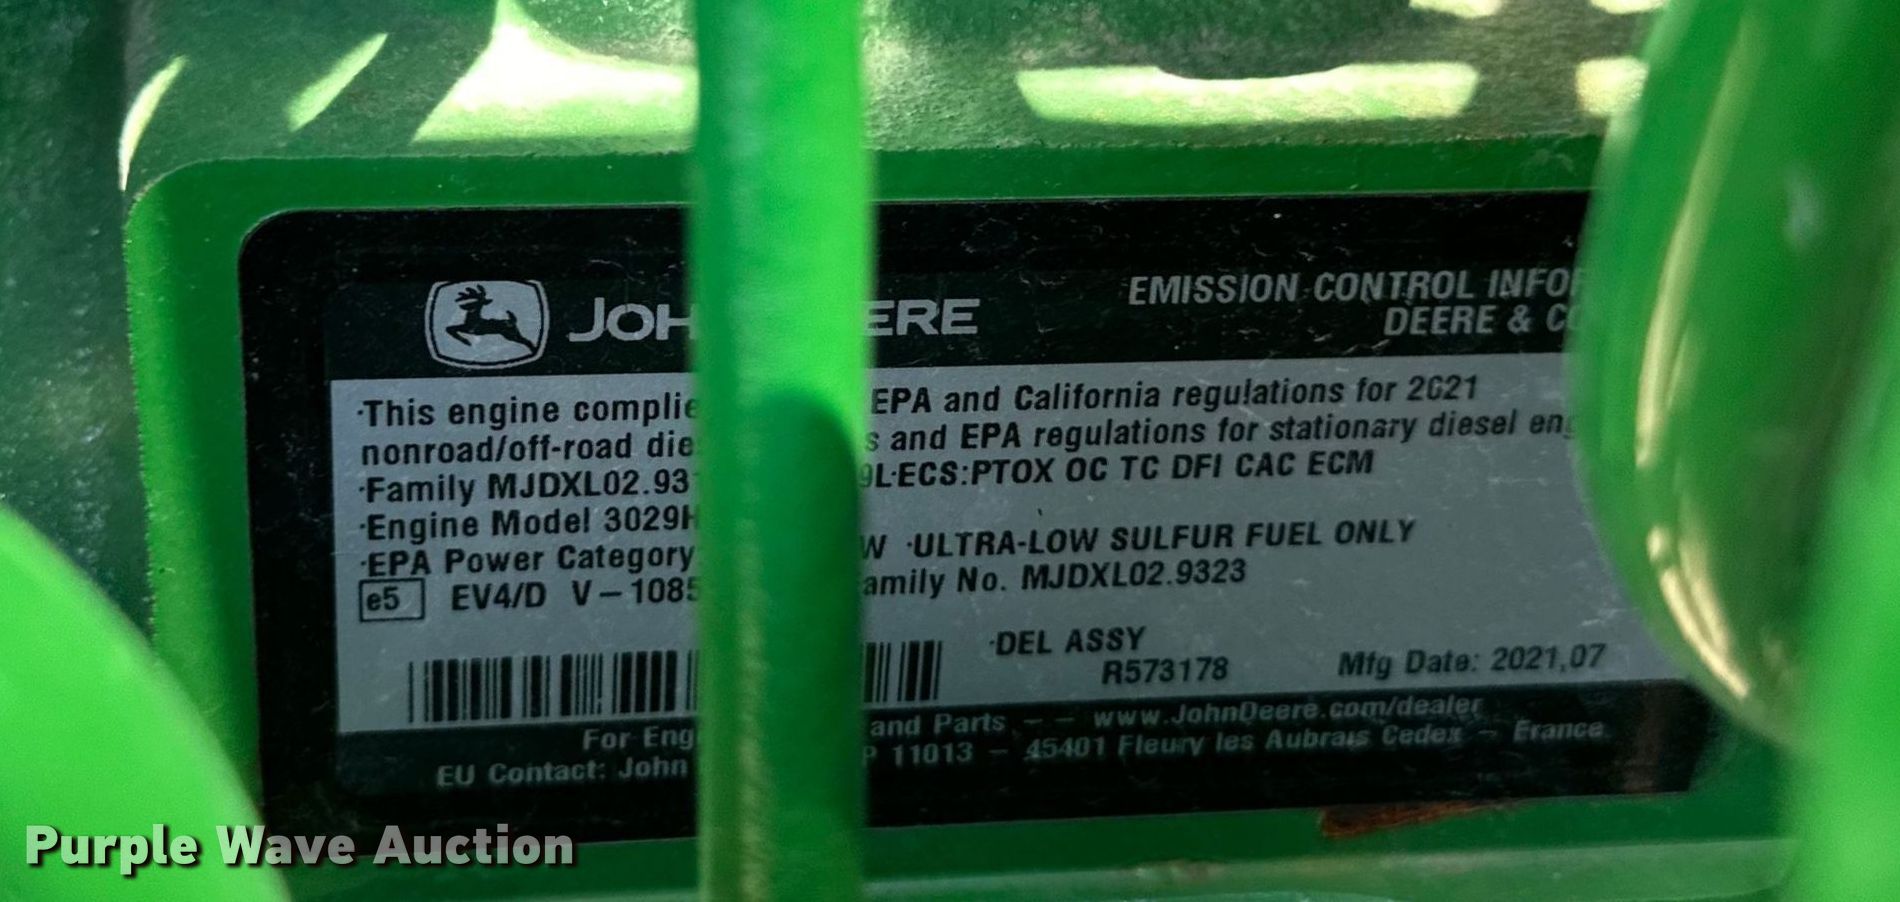 JOH ERE
EMISSION CONTROL INFO
DEERE & CO
·This engine complie EPA and California regulations for 2021
nonroad/off-road die s and EPA regulations for stationary diesel eng
·Family MJDXL02.93 9L·ECS:PTOX OC TC DFI CAC ECM
·Engine Model 3029H
·EPA Power Category W ·ULTRA-LOW SULFUR FUEL ONLY
e5 EV4/D V-1085 amily No. MJDXL02.9323
·DEL ASSY
R573178 Mfg Date: 2021,07
For Eng and Parts - - www.JohnDeere.com/dealer
EU Contact: John P 11013 - 45401 Fleury les Aubrais Cedex - France
Purple Wave Auction